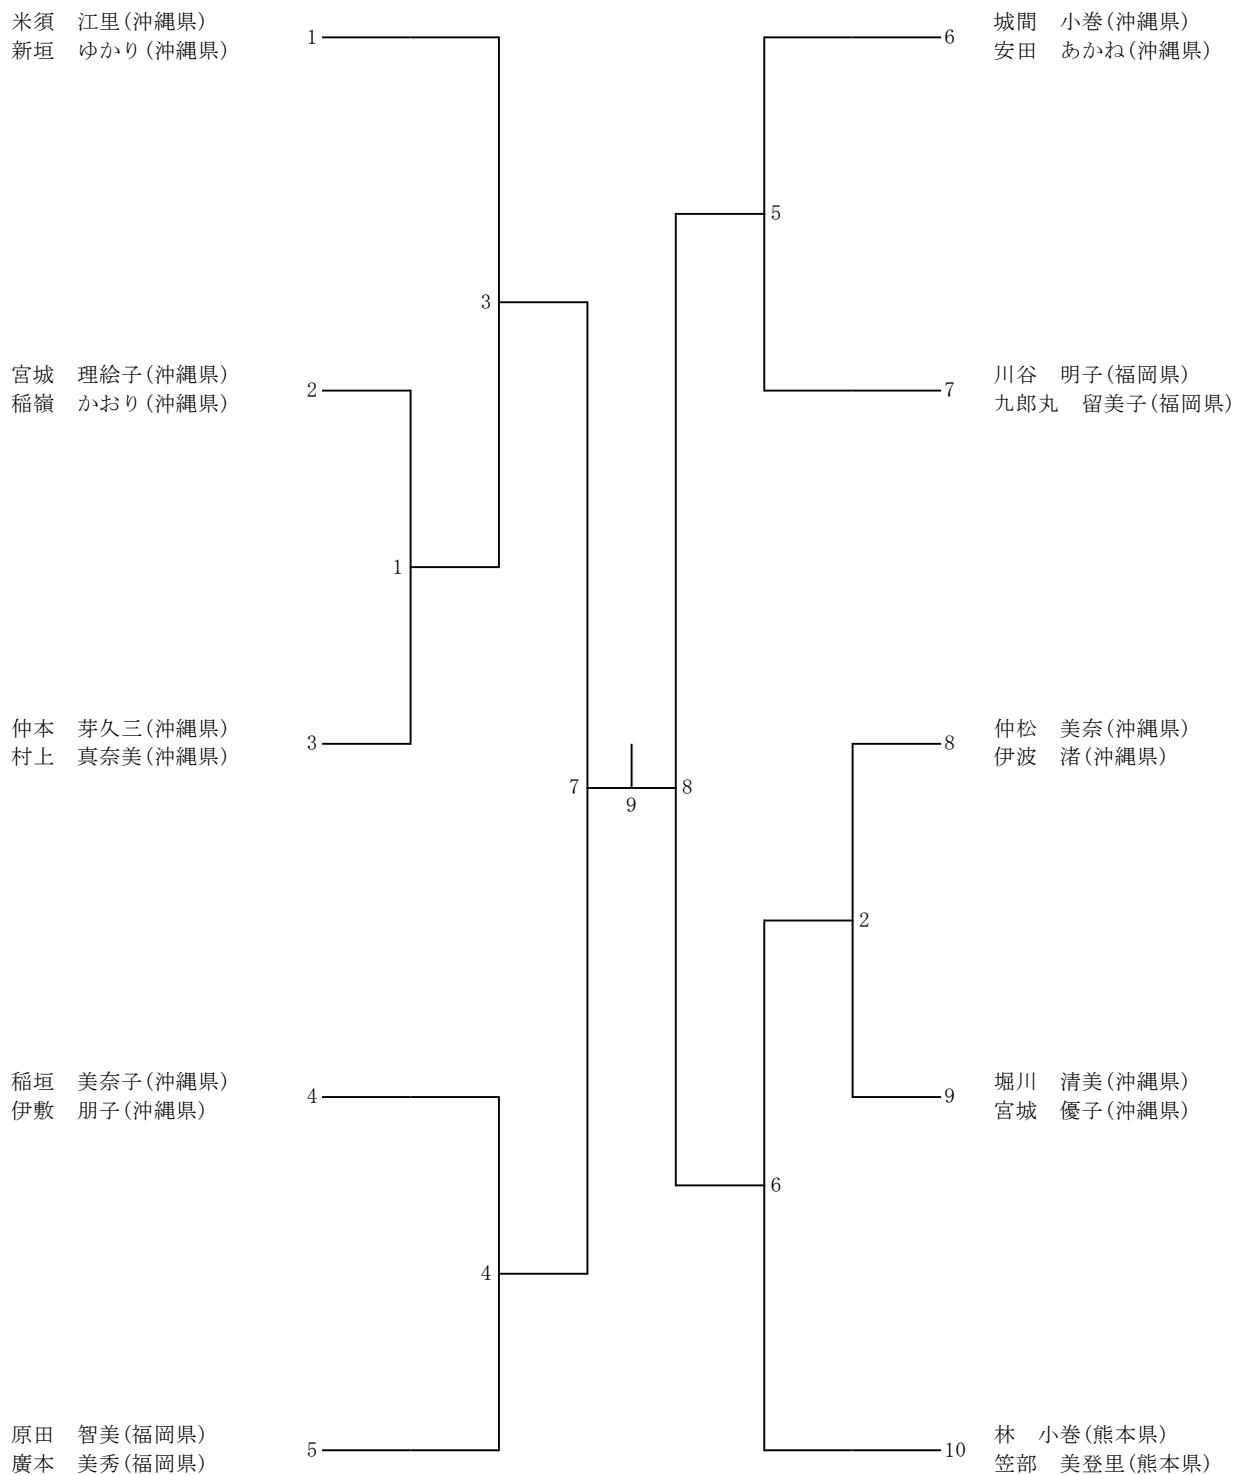 米須　江里(沖縄県)
新垣　ゆかり(沖縄県)
1
宮城　理絵子(沖縄県)
稲嶺　かおり(沖縄県)
2
仲本　芽久三(沖縄県)
村上　真奈美(沖縄県)
3
稲垣　美奈子(沖縄県)
伊敷　朋子(沖縄県)
4
原田　智美(福岡県)
廣本　美秀(福岡県)
5
1
3
4
7
9
8
5
2
6
6
城間　小巻(沖縄県)
安田　あかね(沖縄県)
7
川谷　明子(福岡県)
九郎丸　留美子(福岡県)
8
仲松　美奈(沖縄県)
伊波　渚(沖縄県)
9
堀川　清美(沖縄県)
宮城　優子(沖縄県)
10
林　小巻(熊本県)
笠部　美登里(熊本県)